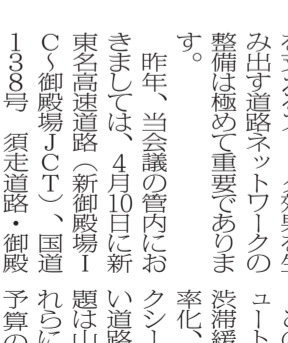 み出す道路ネットワークの
整備は極めて重要でありま
す。
　昨年、当会議の管内にお
きましては、4月10日に新
東名高速道路（新御殿場I
C～御殿場JCT）、国道
138号　須走道路・御殿
ュート
渋滞緩
率化、
クシー
い道路
題は山
れらに
予算の